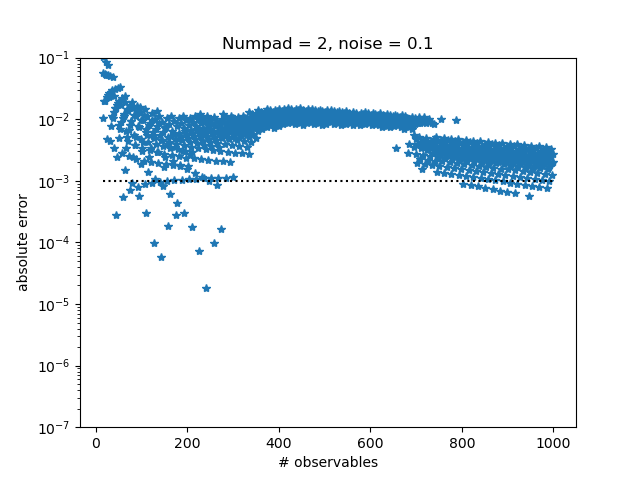 Numpad = 2, noise = 0.1
absolute error
10⁻¹
10⁻²
10⁻³
10⁻⁴
10⁻⁵
10⁻⁶
10⁻⁷
0 200 400 600 800 1000
# observables